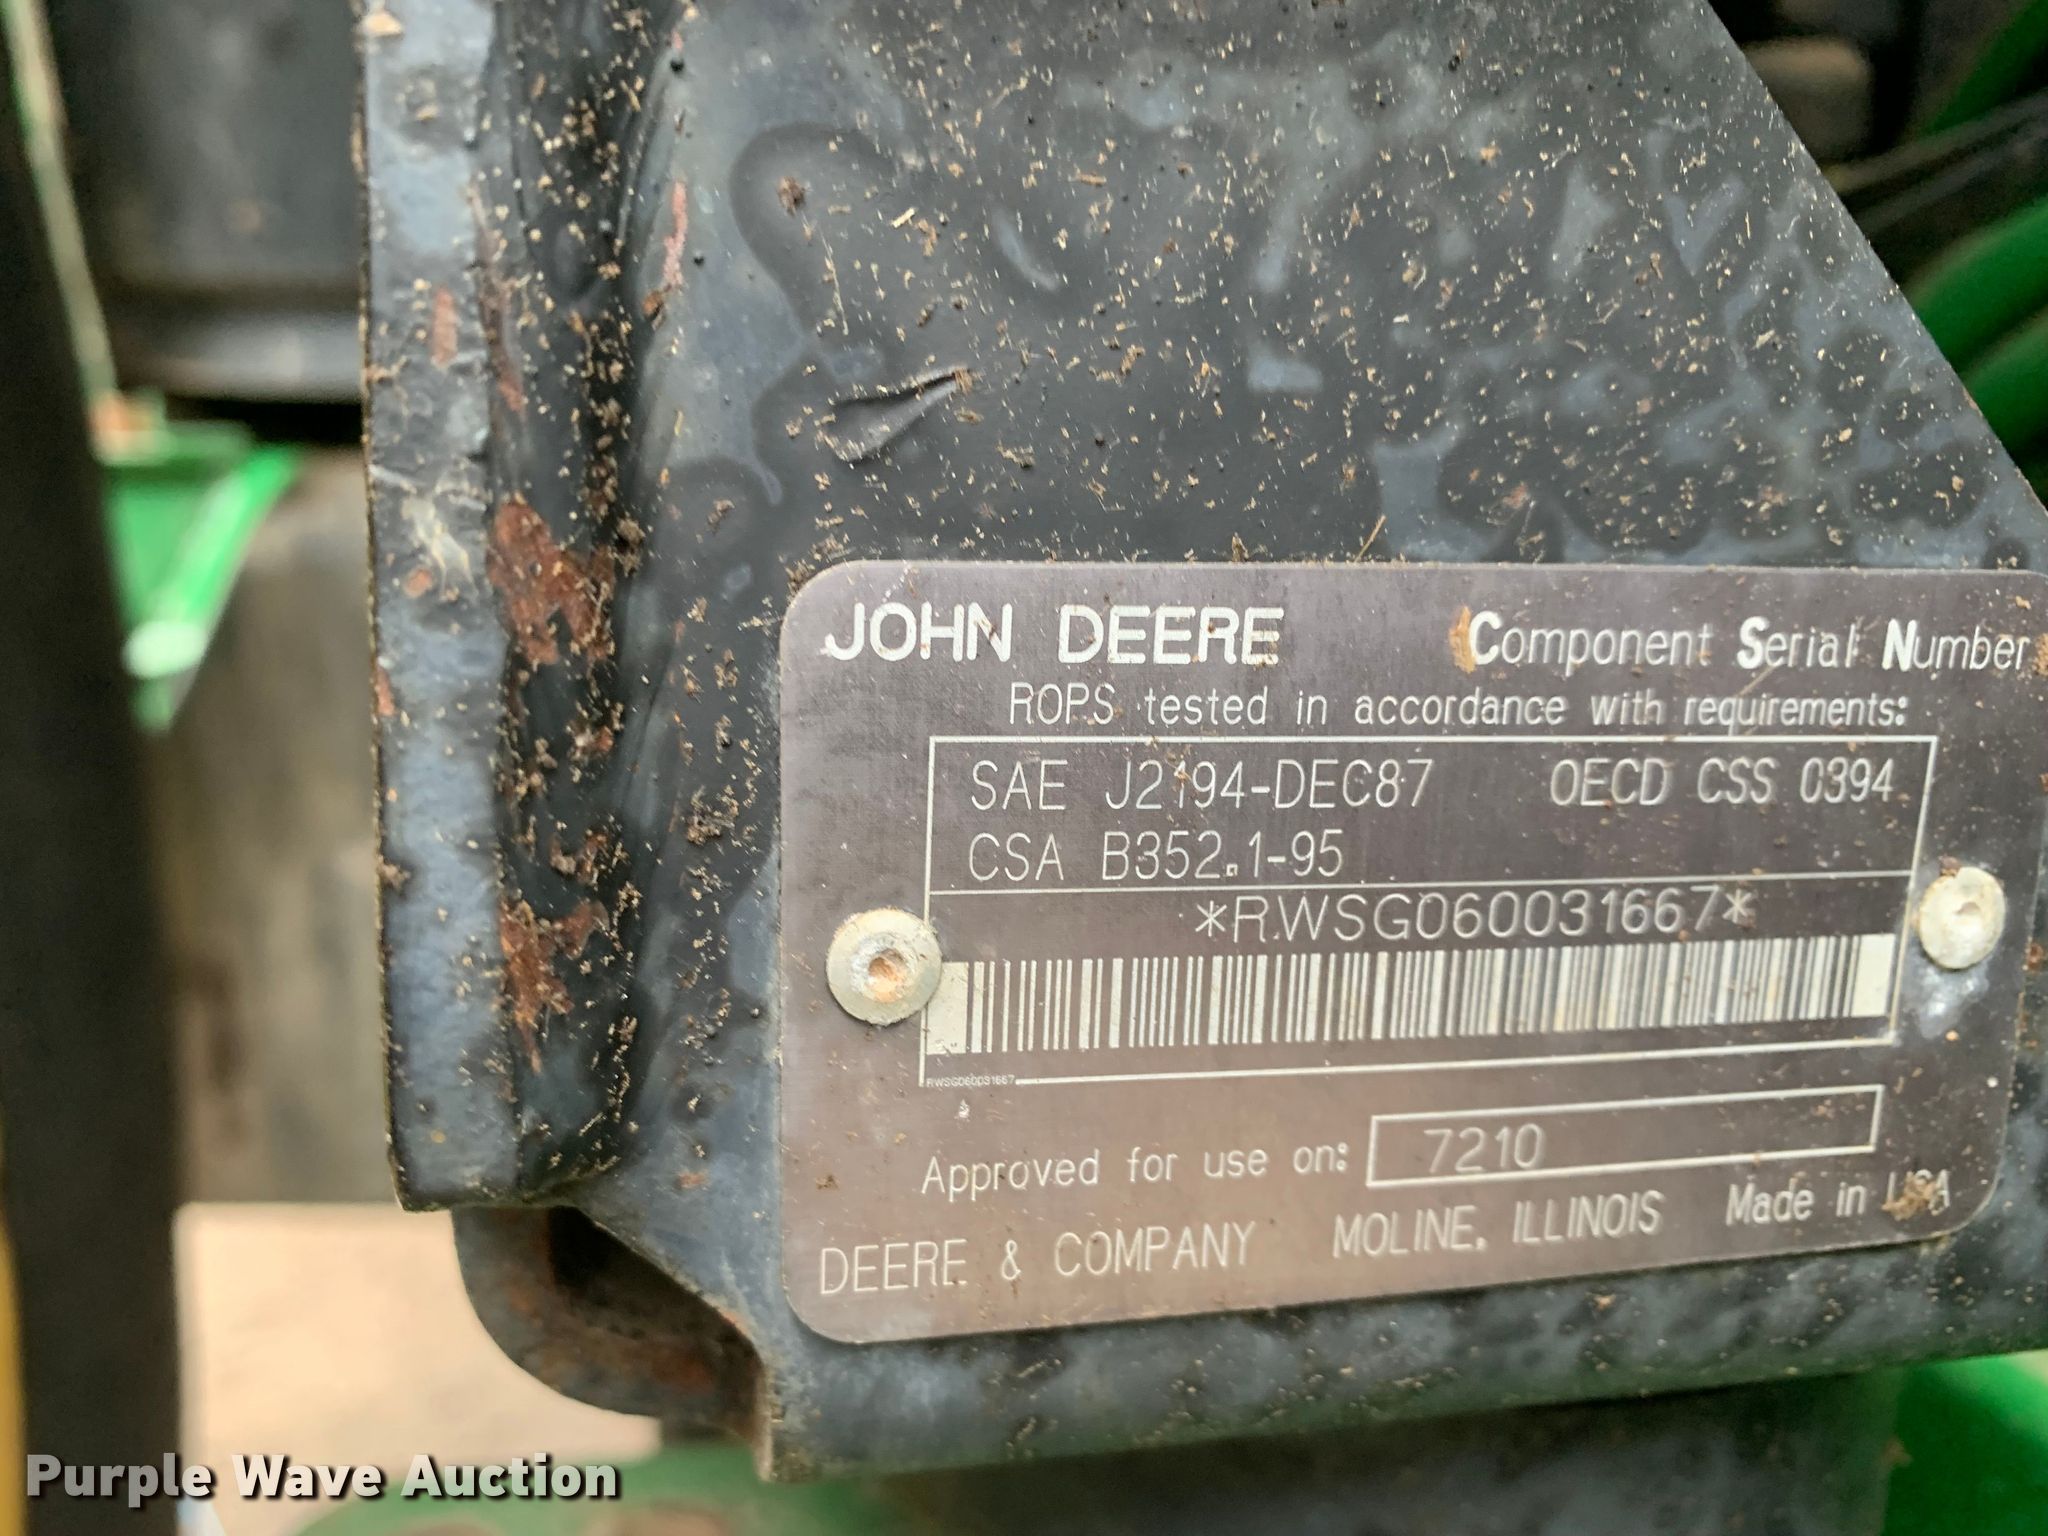 JOHN DEERE Component Serial Number
ROPS tested in accordance with requirements:
SAE J2194-DEC87 OECD CSS 0394
CSA B352.1-95
*RWSG060031667*
RWSG060031667
Approved for use on: 7210
DEERE & COMPANY MOLINE, ILLINOIS Made in USA
Purple Wave Auction